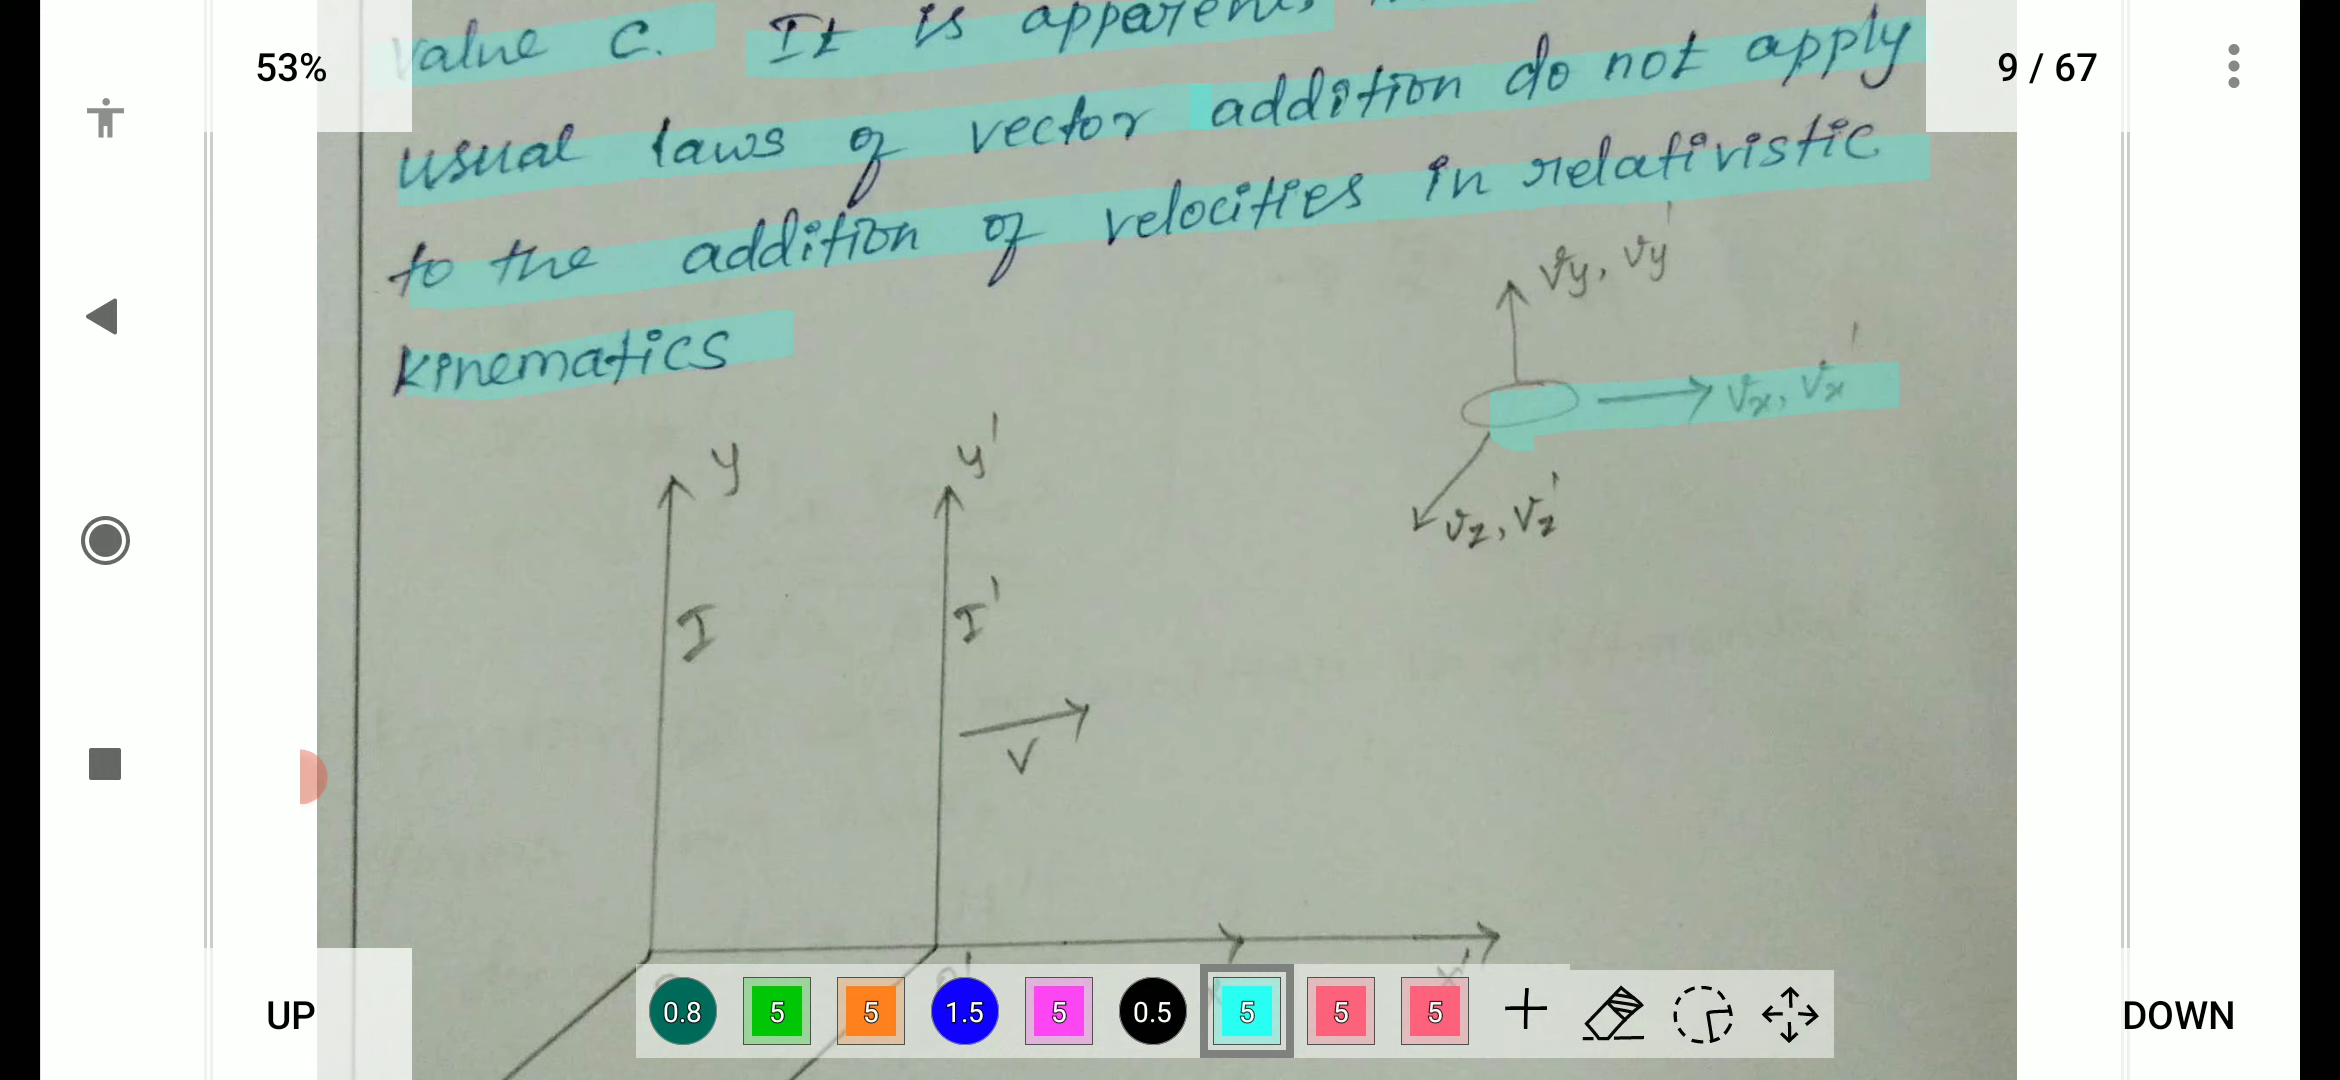 value C. It is apparent
53%
9 / 67
usual laws of vector addition do not apply
to the addition of velocities in relativistic
kinematics
vy, vy'
vx, vx'
vz, vz'
y
y'
I
I'
v
o'
x'
UP
0.8 5 5 1.5 5 0.5 5 5 5
DOWN